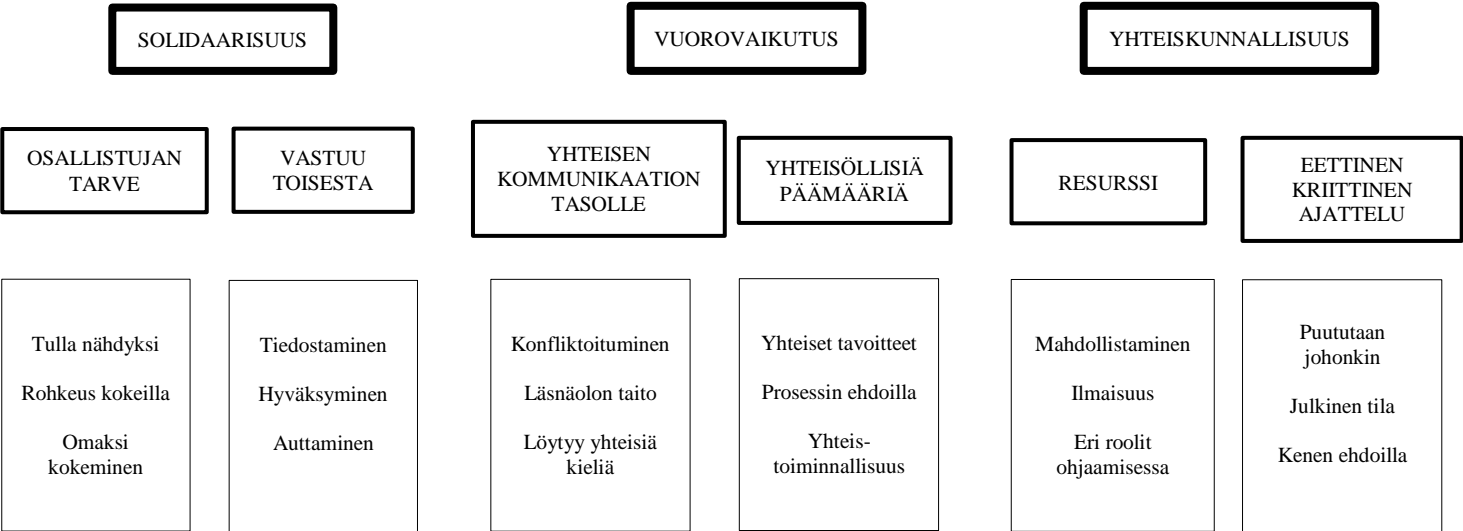 SOLIDAARISUUS
VUOROVAIKUTUS
YHTEISKUNNALLISUUS
OSALLISTUJAN
TARVE
VASTUU
TOISESTA
YHTEISEN
KOMMUNIKAATION
TASOLLE
YHTEISÖLLISIÄ
PÄÄMÄÄRIÄ
RESURSSI
EETTINEN
KRIITTINEN
AJATTELU
Tulla nähdyksi
Rohkeus kokeilla
Omaksi
kokeminen
Tiedostaminen
Hyväksyminen
Auttaminen
Konfliktoituminen
Läsnäolon taito
Löytyy yhteisiä
kieliä
Yhteiset tavoitteet
Prosessin ehdoilla
Yhteis-
toiminnallisuus
Mahdollistaminen
Ilmaisuus
Eri roolit
ohjaamisessa
Puututaan
johonkin
Julkinen tila
Kenen ehdoilla